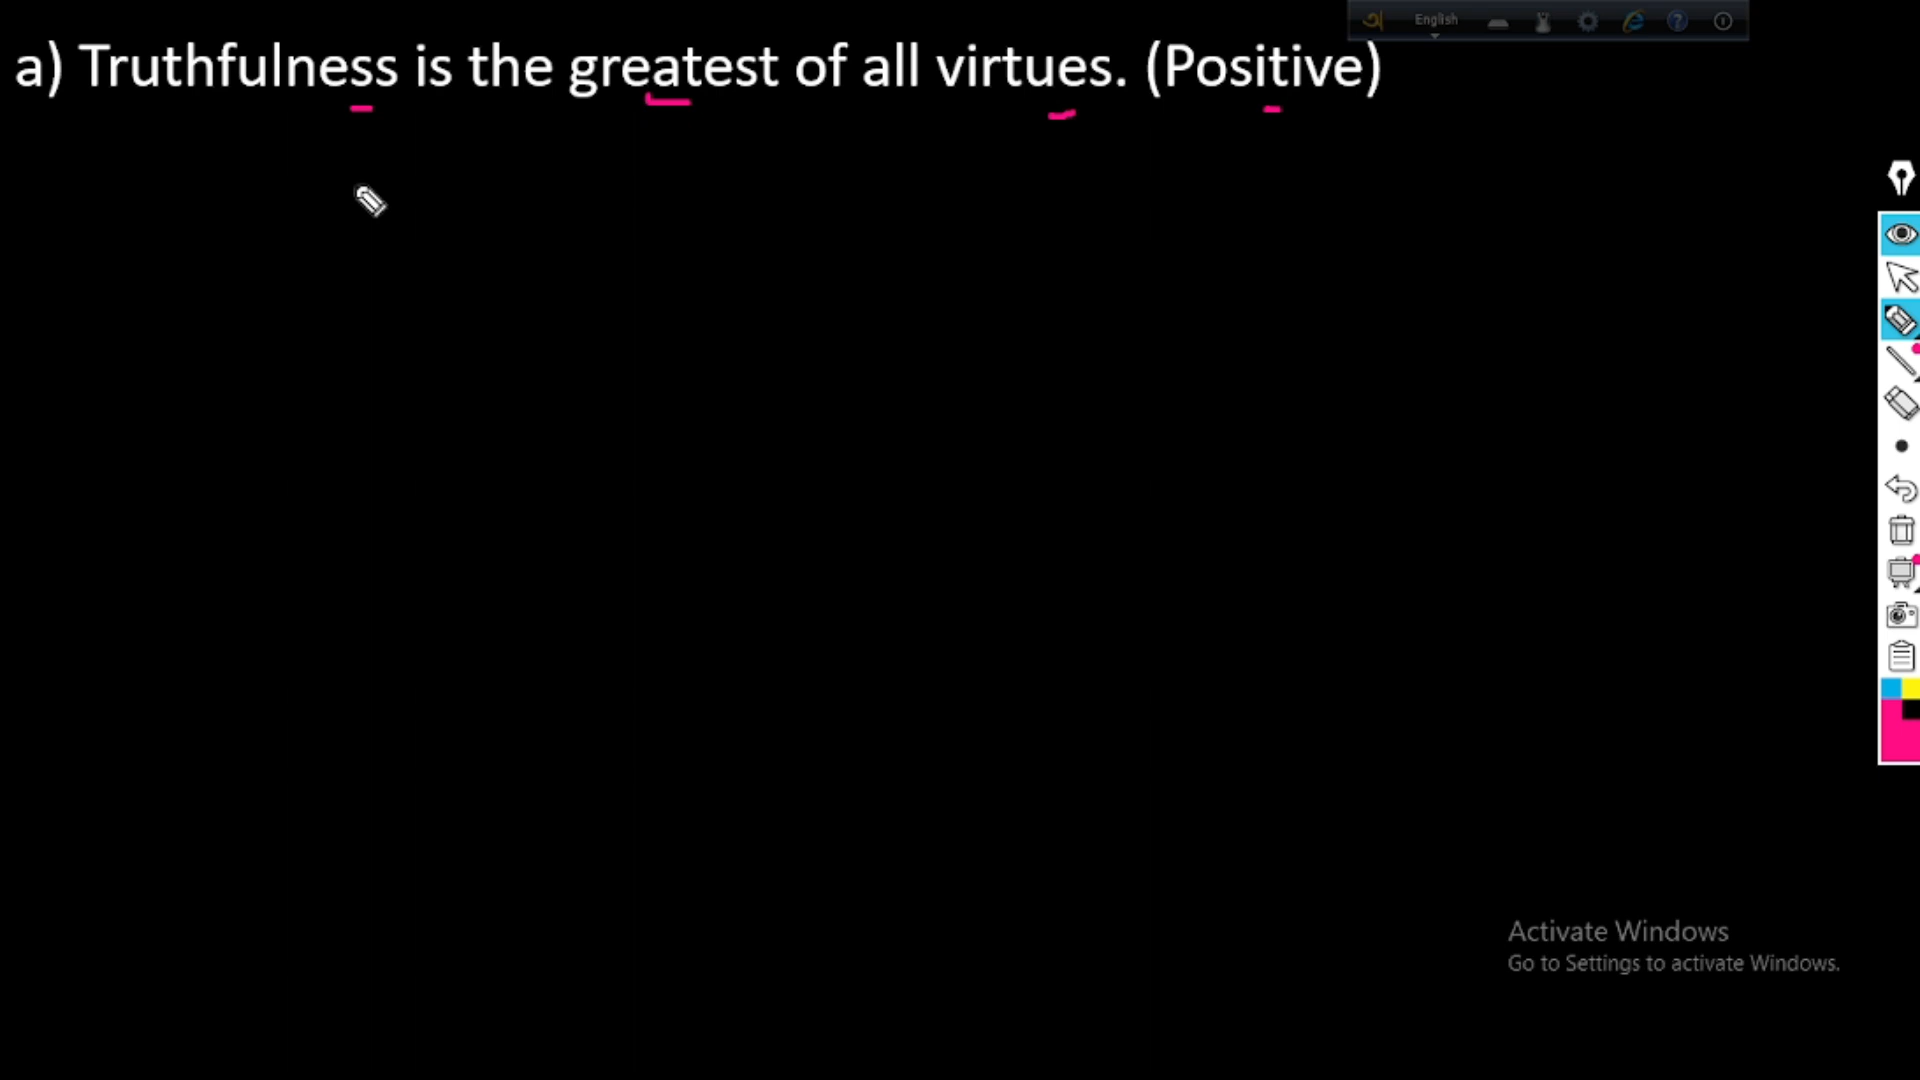 English
a) Truthfulness is the greatest of all virtues. (Positive)
Activate Windows
Go to Settings to activate Windows.